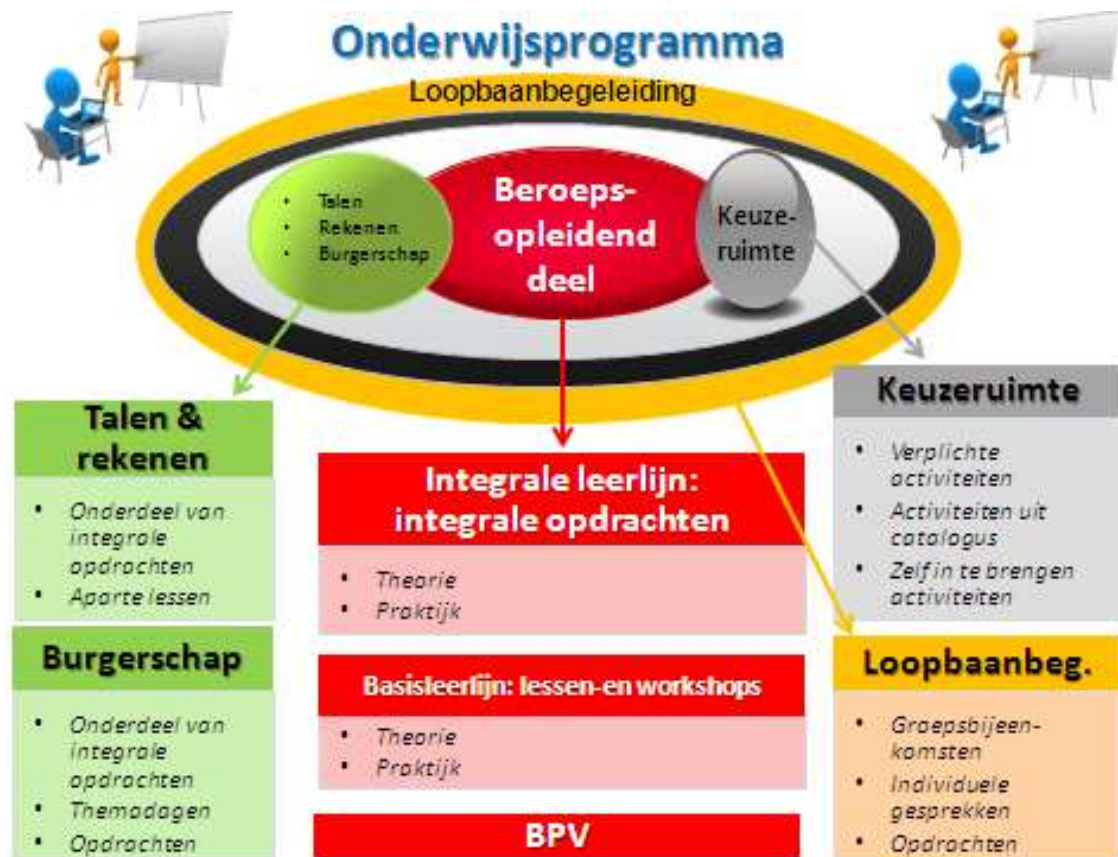 Onderwijsprogramma
Loopbaanbegeleiding
• Talen
• Rekenen
• Burgerschap
Beroeps-
opleidend
deel
Keuze-
ruimte
Talen &
rekenen
• Onderdeel van
integrale
opdrachten
• Aparte lessen
Burgerschap
• Onderdeel van
integrale
opdrachten
• Themadagen
• Opdrachten
Integrale leerlijn:
integrale opdrachten
• Theorie
• Praktijk
Basisleerlijn: lessen-en workshops
• Theorie
• Praktijk
BPV
Keuzeruimte
• Verplichte
activiteiten
• Activiteiten uit
catalogus
• Zelf in te brengen
activiteiten
Loopbaanbeg.
• Groepsbijeen-
komsten
• Individuele
gesprekken
• Opdrachten